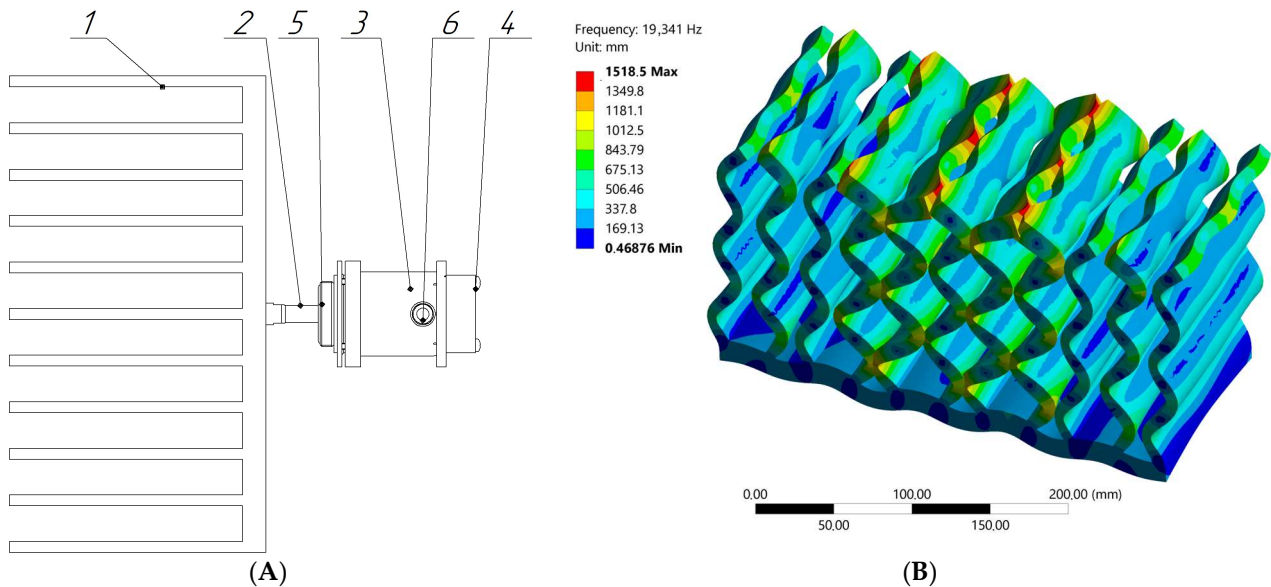 1 2 5 3 6 4
Frequency: 19,341 Hz
Unit: mm
1518.5 Max
1349.8
1181.1
1012.5
843.79
675.13
506.46
337.8
169.13
0.46876 Min
0.00 100.00 200,00 (mm)
50,00 150,00
(A) (B)